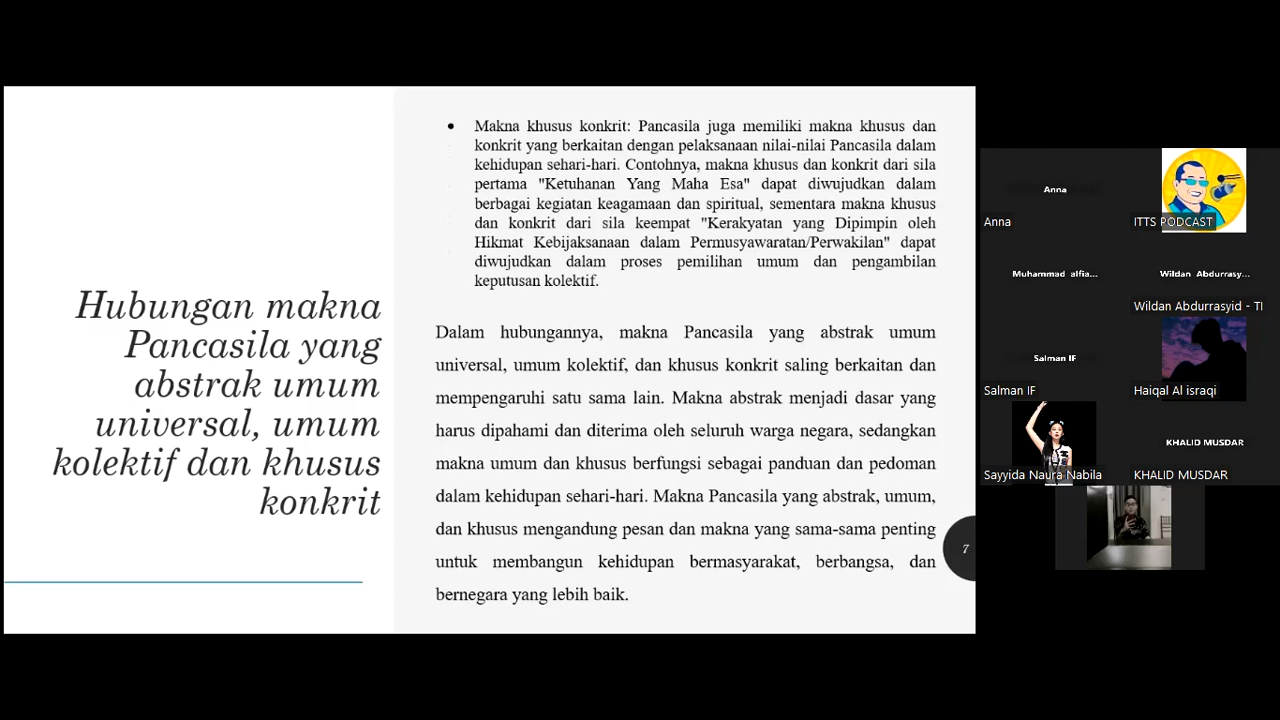 Hubungan makna
Pancasila yang
abstrak umum
universal, umum
kolektif dan khusus
konkrit
• Makna khusus konkrit: Pancasila juga memiliki makna khusus dan
konkrit yang berkaitan dengan pelaksanaan nilai-nilai Pancasila dalam
kehidupan sehari-hari. Contohnya, makna khusus dan konkrit dari sila
pertama "Ketuhanan Yang Maha Esa" dapat diwujudkan dalam
berbagai kegiatan keagamaan dan spiritual, sementara makna khusus
dan konkrit dari sila keempat "Kerakyatan yang Dipimpin oleh
Hikmat Kebijaksanaan dalam Permusyawaratan/Perwakilan" dapat
diwujudkan dalam proses pemilihan umum dan pengambilan
keputusan kolektif.
Dalam hubungannya, makna Pancasila yang abstrak umum
universal, umum kolektif, dan khusus konkrit saling berkaitan dan
mempengaruhi satu sama lain. Makna abstrak menjadi dasar yang
harus dipahami dan diterima oleh seluruh warga negara, sedangkan
makna umum dan khusus berfungsi sebagai panduan dan pedoman
dalam kehidupan sehari-hari. Makna Pancasila yang abstrak, umum,
dan khusus mengandung pesan dan makna yang sama-sama penting
untuk membangun kehidupan bermasyarakat, berbangsa, dan
bernegara yang lebih baik.
7
Anna
Anna
ITTS PODCAST
Muhammad alfia...
Wildan Abdurrasy...
Wildan Abdurrasyid - TI
Salman IF
Salman IF
Haiqal Al israqi
Sayyida Naura Nabila
KHALID MUSDAR
KHALID MUSDAR